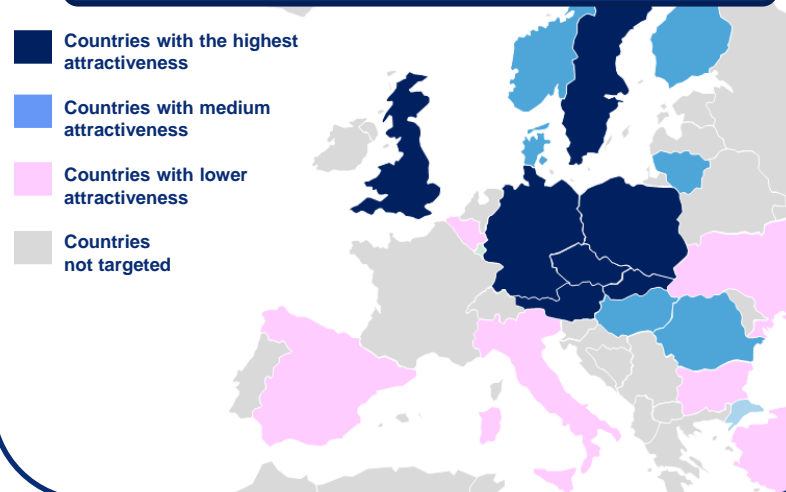 Countries with the highest
attractiveness
Countries with medium
attractiveness
Countries with lower
attractiveness
Countries
not targeted